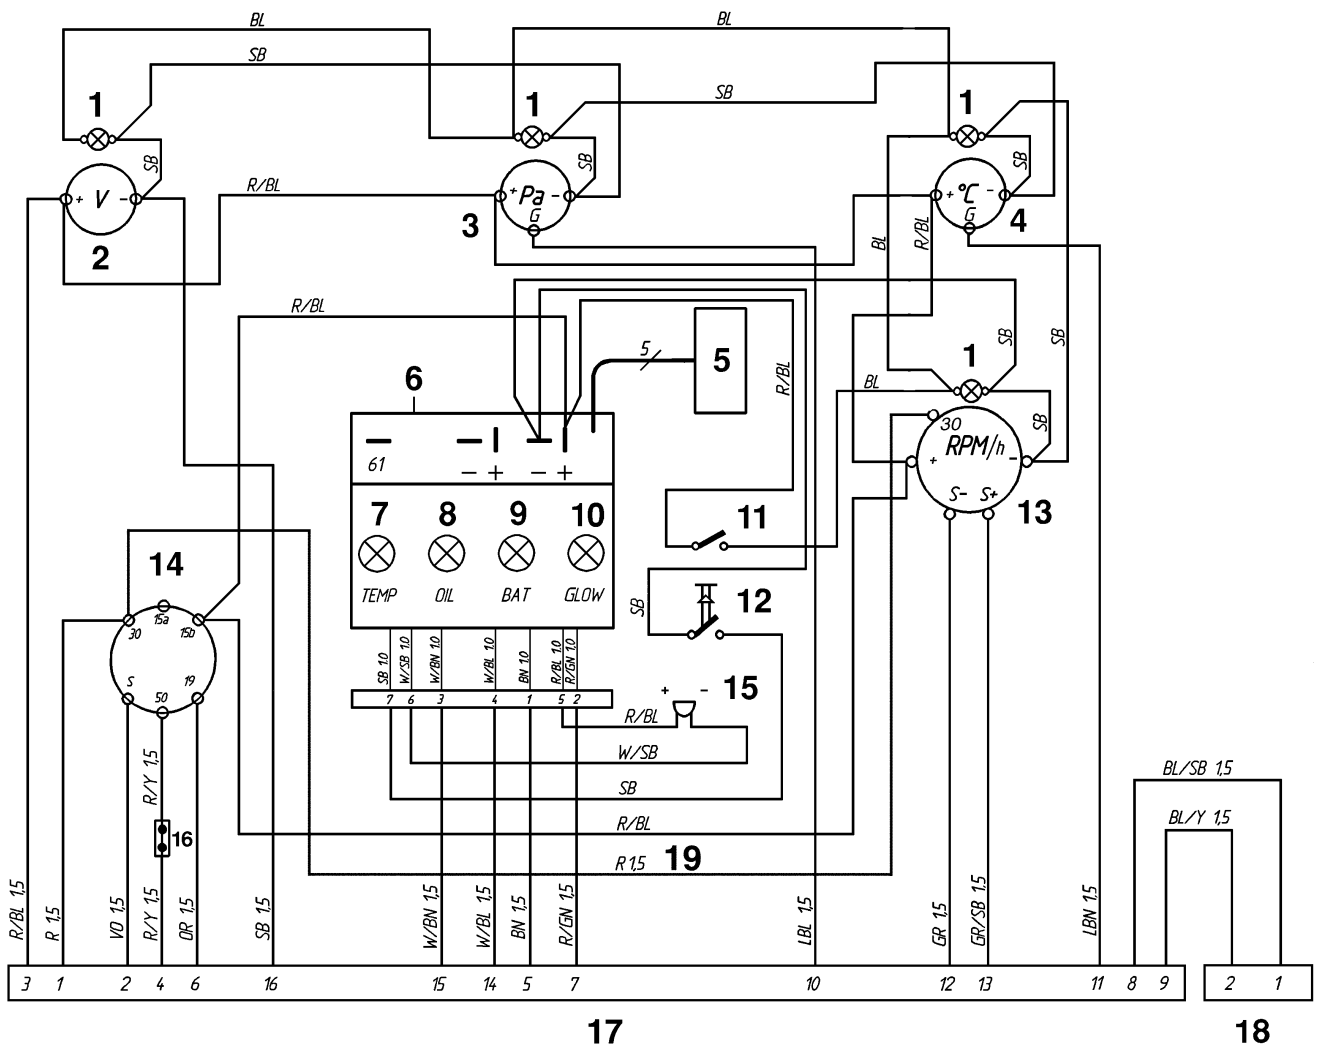 BL
BL
SB
SB
1
1
1
SB
SB
SB
+ V -
2
R/BL
3
+ Pa -
G
+ °C -
G
4
BL
R/BL
R/BL
SB
SB
5
5
R/BL
6
1
BL
SB
61
- + - +
30
RPM/h
+ -
S- S+
13
7 8 9 10
TEMP OIL BAT GLOW
11
12
SB
14
30 15a 15b
S 50 19
SB 1.0
W/SB 1.0
W/BN 1.0
W/BL 1.0
BN 1.0
R/BL 1.0
R/GN 1.0
7 6 3 4 1 5 2
+ - 15
R/BL
W/SB
SB
R/BL
R 1,5
19
R/Y 1,5
16
BL/SB 1,5
BL/Y 1,5
R/BL 1,5
R 1,5
VO 1,5
R/Y 1,5
OR 1,5
SB 1,5
W/BN 1,5
W/BL 1,5
BN 1,5
R/GN 1,5
LBL 1,5
GR 1,5
GR/SB 1,5
LBN 1,5
3 1 2 4 6 16 15 14 5 7 10 12 13 11 8 9 2 1
17
18